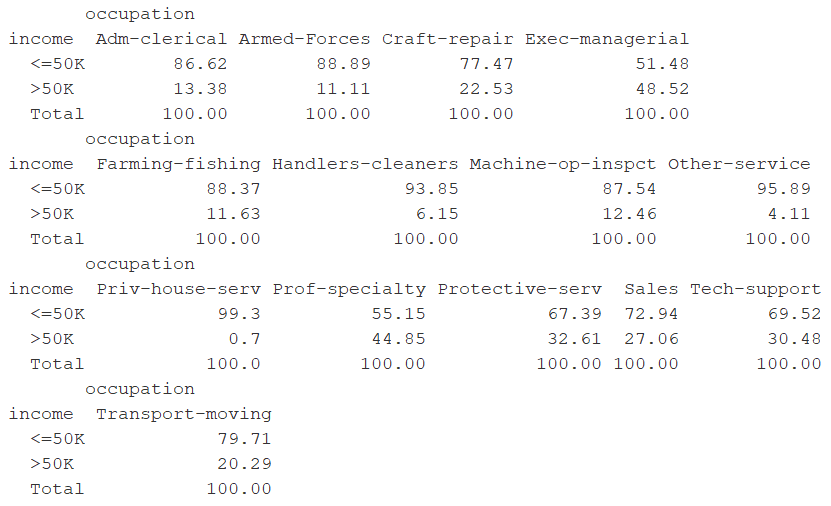 occupation
income  Adm-clerical Armed-Forces Craft-repair Exec-managerial
  <=50K        86.62        88.89        77.47           51.48
  >50K         13.38        11.11        22.53           48.52
  Total       100.00       100.00       100.00          100.00
       occupation
income  Farming-fishing Handlers-cleaners Machine-op-inspct Other-service
  <=50K           88.37             93.85             87.54         95.89
  >50K            11.63              6.15             12.46          4.11
  Total          100.00            100.00            100.00        100.00
       occupation
income  Priv-house-serv Prof-specialty Protective-serv  Sales Tech-support
  <=50K            99.3          55.15           67.39  72.94        69.52
  >50K              0.7          44.85           32.61  27.06        30.48
  Total           100.0         100.00          100.00 100.00       100.00
       occupation
income  Transport-moving
  <=50K            79.71
  >50K             20.29
  Total           100.00